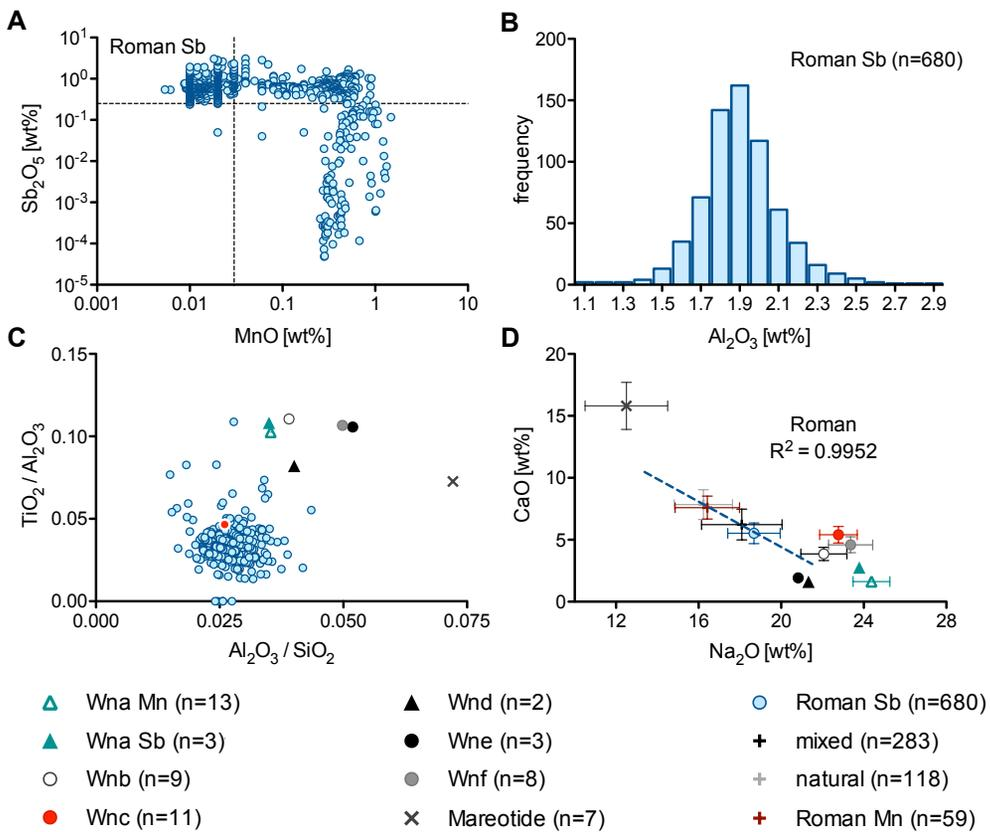 A
Roman Sb
10¹
10⁰
10⁻¹
10⁻²
10⁻³
10⁻⁴
10⁻⁵
Sb₂O₅ [wt%]
0.001 0.01 0.1 1 10
MnO [wt%]
B
Roman Sb (n=680)
200
150
100
50
0
frequency
1.1 1.3 1.5 1.7 1.9 2.1 2.3 2.5 2.7 2.9
Al₂O₃ [wt%]
C
0.15
0.10
0.05
0.00
TiO₂ / Al₂O₃
0.000 0.025 0.050 0.075
Al₂O₃ / SiO₂
D
Roman
R² = 0.9952
20
15
10
5
0
CaO [wt%]
12 16 20 24 28
Na₂O [wt%]
Wna Mn (n=13) Wnd (n=2) Roman Sb (n=680)
Wna Sb (n=3) Wne (n=3) mixed (n=283)
Wnb (n=9) Wnf (n=8) natural (n=118)
Wnc (n=11) Mareotide (n=7) Roman Mn (n=59)